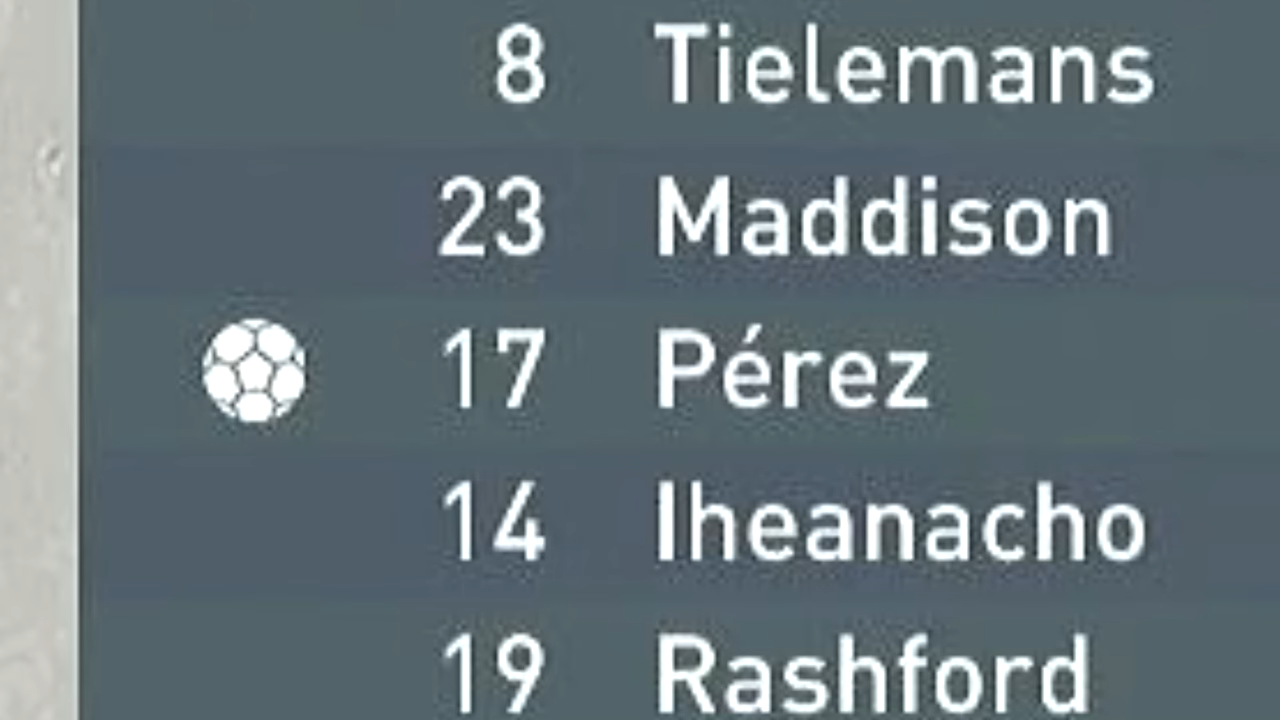 8 Tielemans
23 Maddison
17 Pérez
14 Iheanacho
19 Rashford